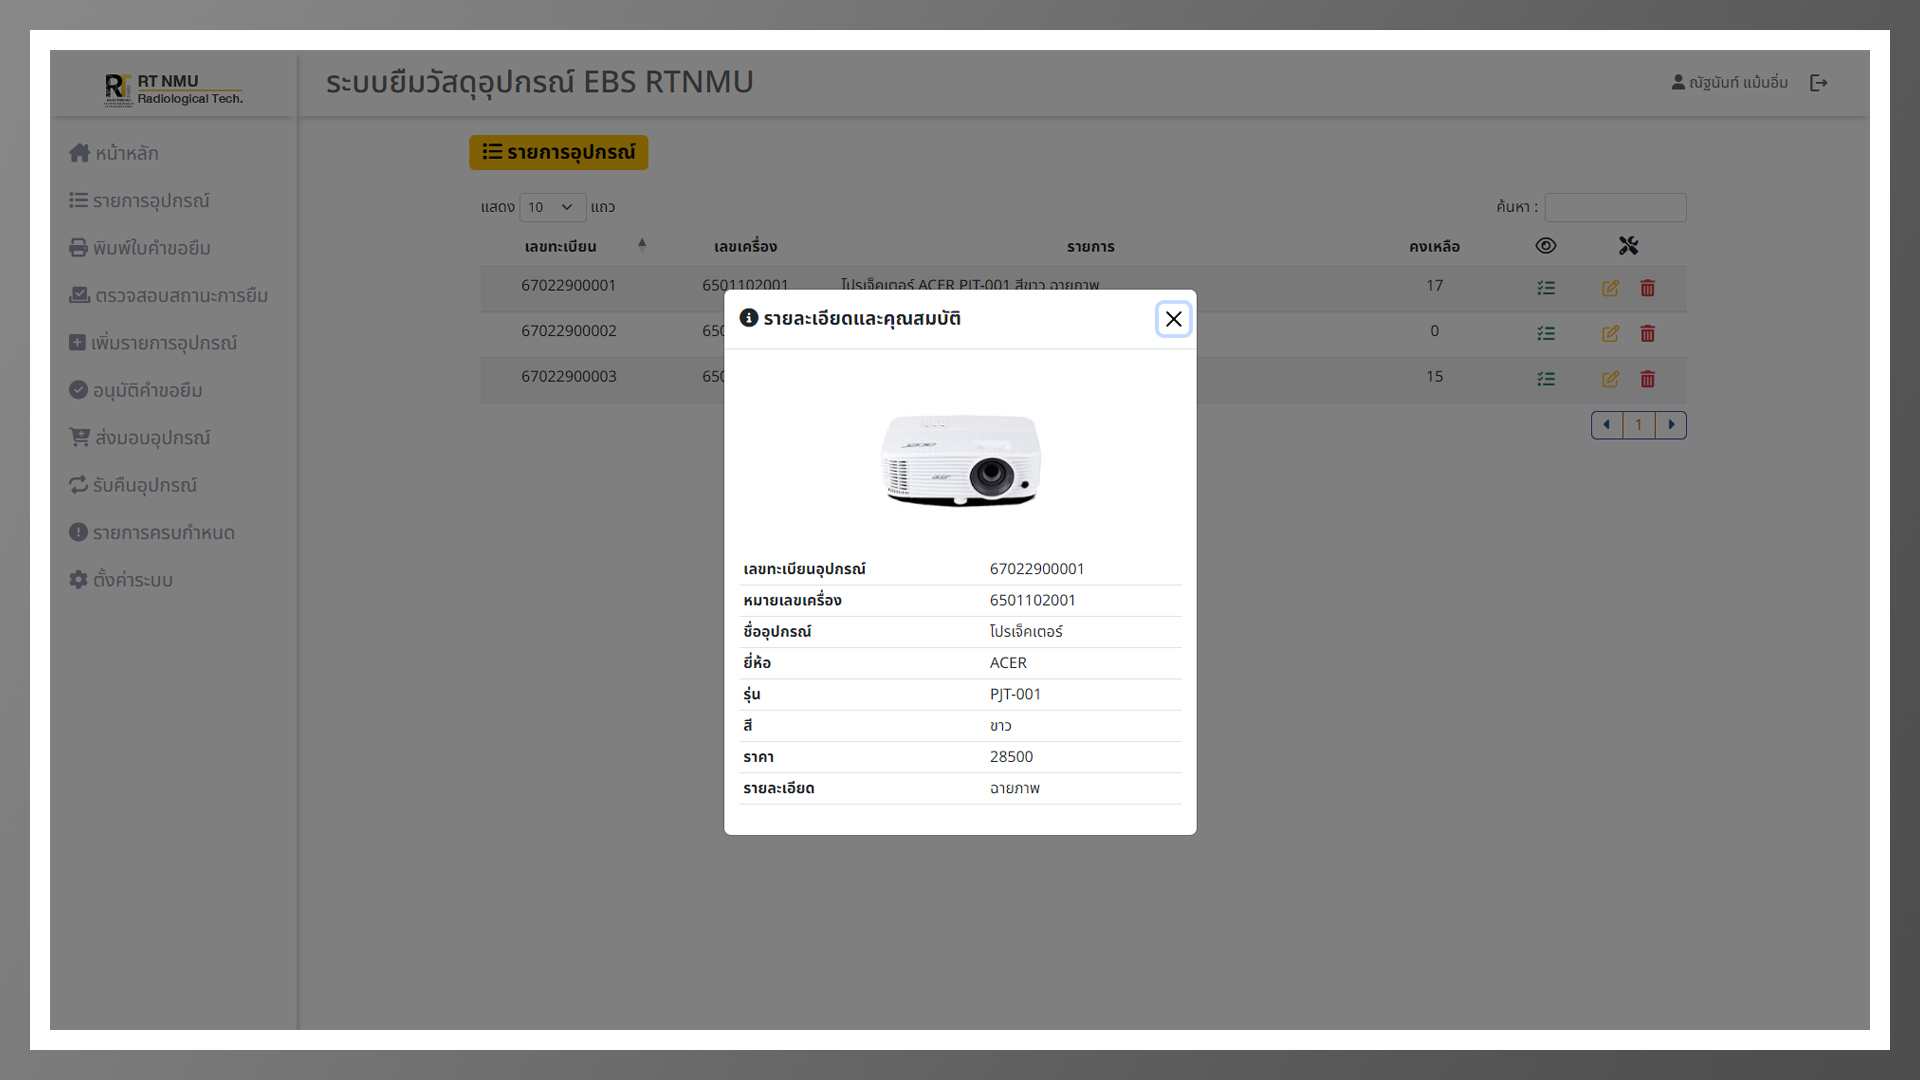 RT NMU
Radiological Tech.
ระบบยืมวัสดุอุปกรณ์ EBS RTNMU
ณัฐนันท์ แม้นอิ่ม
หน้าหลัก
รายการอุปกรณ์
พิมพ์ใบคำขอยืม
ตรวจสอบสถานะการยืม
เพิ่มรายการอุปกรณ์
อนุมัติคำขอยืม
ส่งมอบอุปกรณ์
รับคืนอุปกรณ์
รายการครบกำหนด
ตั้งค่าระบบ
รายการอุปกรณ์
แสดง 10 แถว
ค้นหา :
เลขทะเบียน เลขเครื่อง รายการ คงเหลือ
67022900001 6501102001 โปรเจ็คเตอร์ ACER PJT-001 สีขาว ฉายภาพ 17
67022900002 650 0
67022900003 650 15
1
รายละเอียดและคุณสมบัติ
acer
acer
เลขทะเบียนอุปกรณ์ 67022900001
หมายเลขเครื่อง 6501102001
ชื่ออุปกรณ์ โปรเจ็คเตอร์
ยี่ห้อ ACER
รุ่น PJT-001
สี ขาว
ราคา 28500
รายละเอียด ฉายภาพ